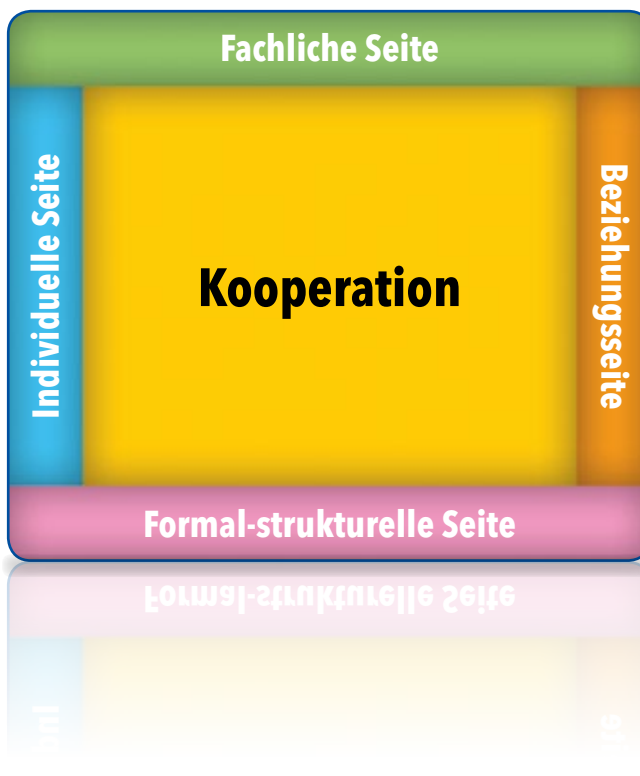 Fachliche Seite
Individuelle Seite
Kooperation
Beziehungsseite
Formal-strukturelle Seite